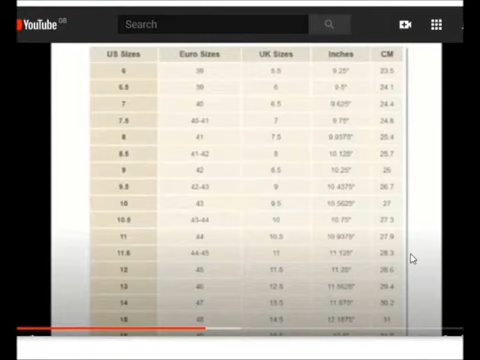 YouTube GB
Search
US Sizes Euro Sizes UK Sizes Inches CM
6 39 5.5 9.25" 23.5
6.5 39 6 9.5" 24.1
7 40 6.5 9.625" 24.4
7.5 40-41 7 9.75" 24.8
8 41 7.5 9.9375" 25.4
8.5 41-42 8 10.125" 25.7
9 42 8.5 10.25" 26
9.5 42-43 9 10.4375" 26.7
10 43 9.5 10.5625" 27
10.5 43-44 10 10.75" 27.3
11 44 10.5 10.9375" 27.9
11.5 44-45 11 11.125" 28.3
12 45 11.5 11.25" 28.6
13 46 12.5 11.5625" 29.4
14 47 13.5 11.875" 30.2
15 48 14.5 12.1875" 31